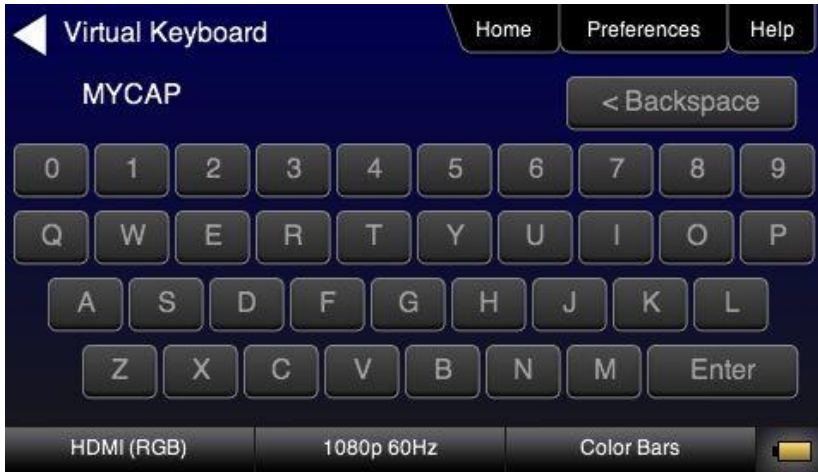 Virtual Keyboard Home Preferences Help
MYCAP < Backspace
0 1 2 3 4 5 6 7 8 9
Q W E R T Y U I O P
A S D F G H J K L
Z X C V B N M Enter
HDMI (RGB) 1080p 60Hz Color Bars